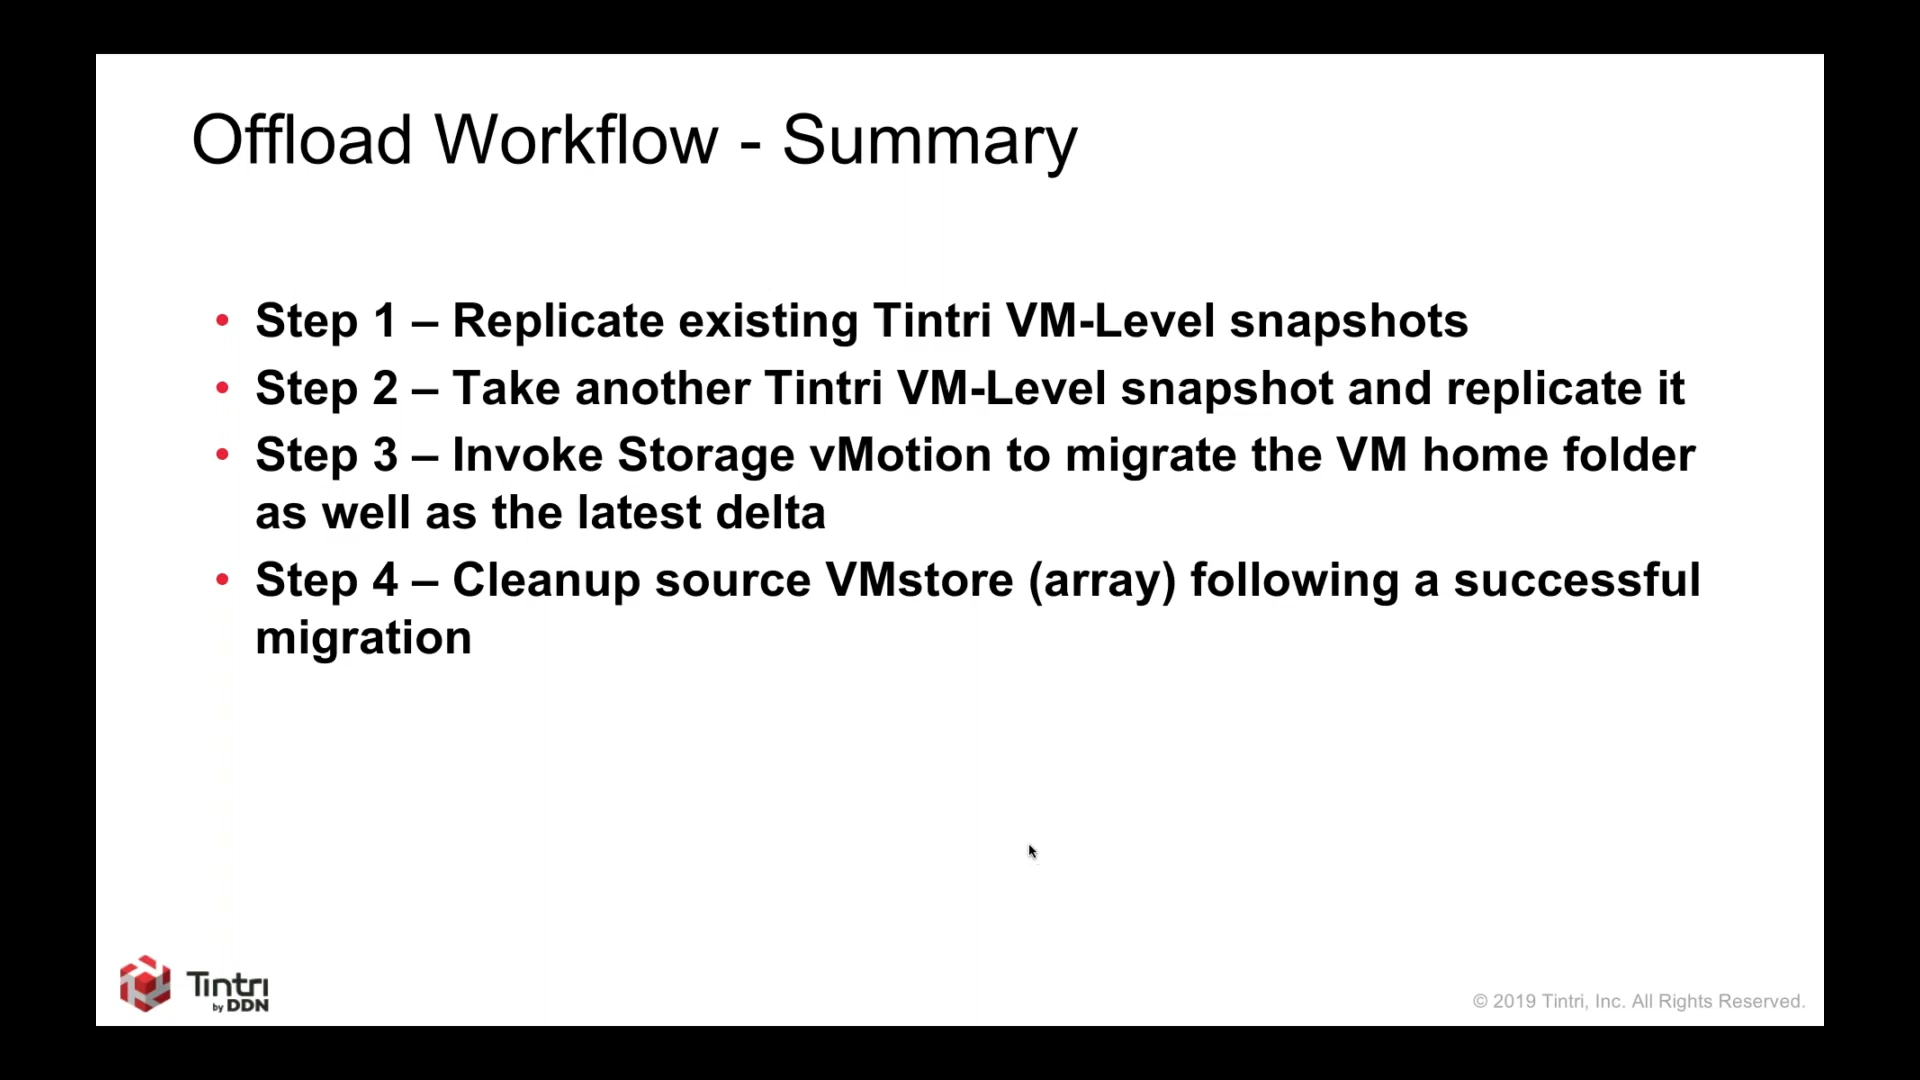 Offload Workflow - Summary
• Step 1 – Replicate existing Tintri VM-Level snapshots
• Step 2 – Take another Tintri VM-Level snapshot and replicate it
• Step 3 – Invoke Storage vMotion to migrate the VM home folder
as well as the latest delta
• Step 4 – Cleanup source VMstore (array) following a successful
migration
Tintri
by DDN
© 2019 Tintri, Inc. All Rights Reserved.